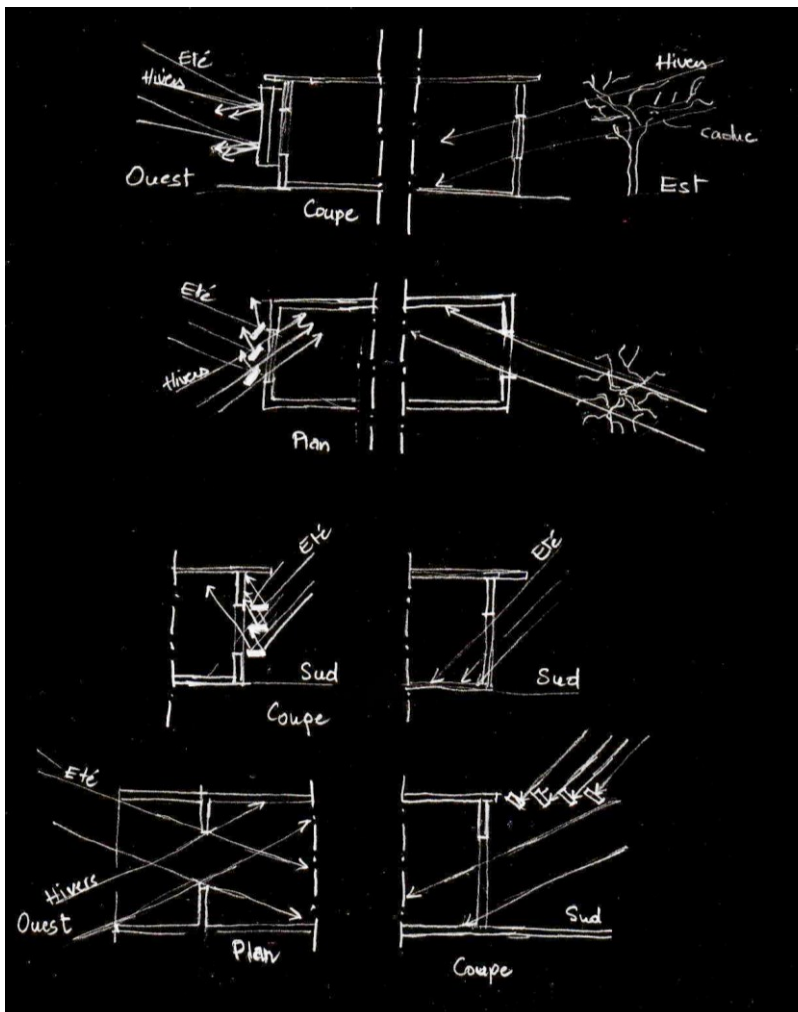 Eté
Hivers
Hivers
caduc
Ouest
Est
Coupe
Eté
Hivers
Plan
Eté
Eté
Sud
Sud
Coupe
Eté
Hivers
Ouest
Sud
Plan
Coupe